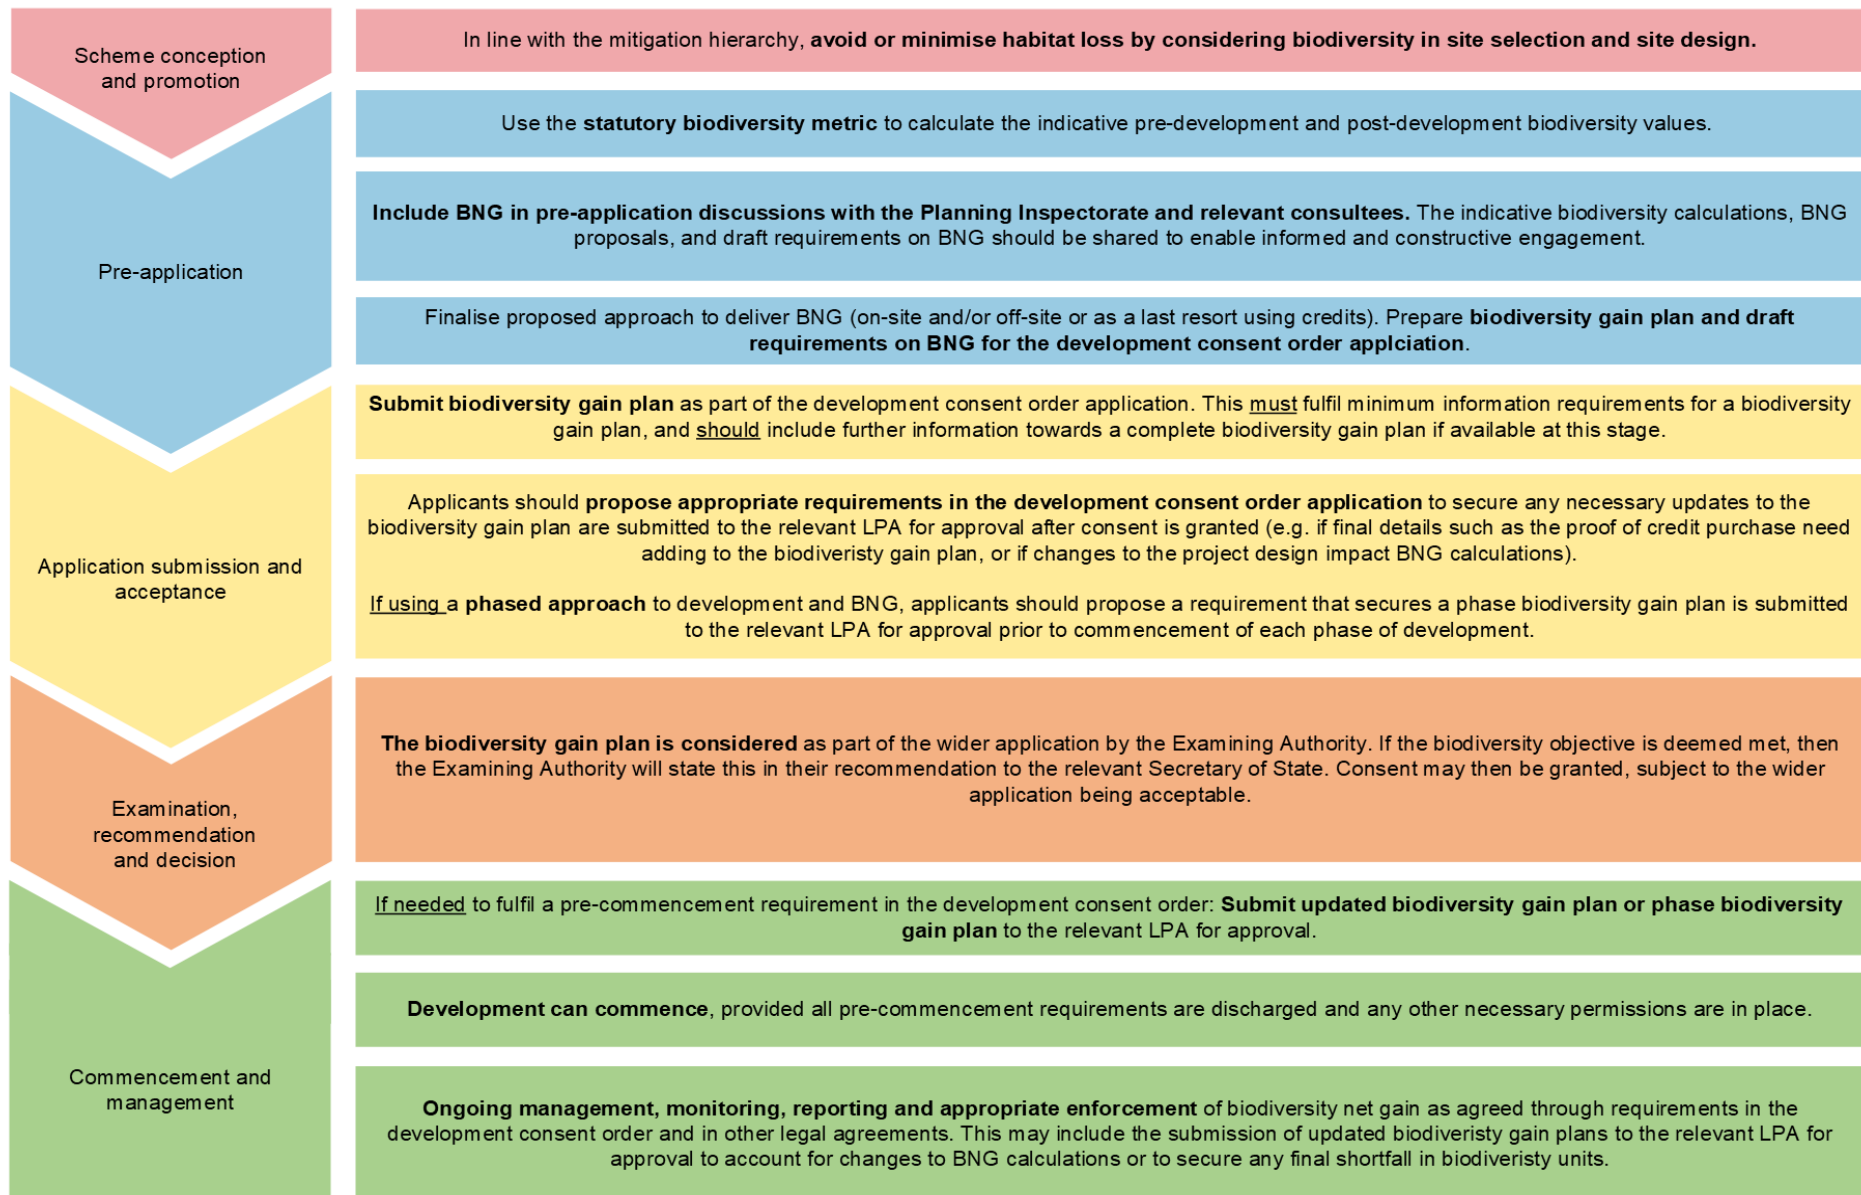 Scheme conception
and promotion
In line with the mitigation hierarchy, avoid or minimise habitat loss by considering biodiversity in site selection and site design.
Pre-application
Use the statutory biodiversity metric to calculate the indicative pre-development and post-development biodiversity values.
Include BNG in pre-application discussions with the Planning Inspectorate and relevant consultees. The indicative biodiversity calculations, BNG
proposals, and draft requirements on BNG should be shared to enable informed and constructive engagement.
Finalise proposed approach to deliver BNG (on-site and/or off-site or as a last resort using credits). Prepare biodiversity gain plan and draft
requirements on BNG for the development consent order applciation.
Application submission and
acceptance
Submit biodiversity gain plan as part of the development consent order application. This must fulfil minimum information requirements for a biodiversity
gain plan, and should include further information towards a complete biodiversity gain plan if available at this stage.
Applicants should propose appropriate requirements in the development consent order application to secure any necessary updates to the
biodiversity gain plan are submitted to the relevant LPA for approval after consent is granted (e.g. if final details such as the proof of credit purchase need
adding to the biodiveristy gain plan, or if changes to the project design impact BNG calculations).
If using a phased approach to development and BNG, applicants should propose a requirement that secures a phase biodiversity gain plan is submitted
to the relevant LPA for approval prior to commencement of each phase of development.
Examination,
recommendation
and decision
The biodiversity gain plan is considered as part of the wider application by the Examining Authority. If the biodiversity objective is deemed met, then
the Examining Authority will state this in their recommendation to the relevant Secretary of State. Consent may then be granted, subject to the wider
application being acceptable.
Commencement and
management
If needed to fulfil a pre-commencement requirement in the development consent order: Submit updated biodiversity gain plan or phase biodiversity
gain plan to the relevant LPA for approval.
Development can commence, provided all pre-commencement requirements are discharged and any other necessary permissions are in place.
Ongoing management, monitoring, reporting and appropriate enforcement of biodiversity net gain as agreed through requirements in the
development consent order and in other legal agreements. This may include the submission of updated biodiveristy gain plans to the relevant LPA for
approval to account for changes to BNG calculations or to secure any final shortfall in biodiveristy units.